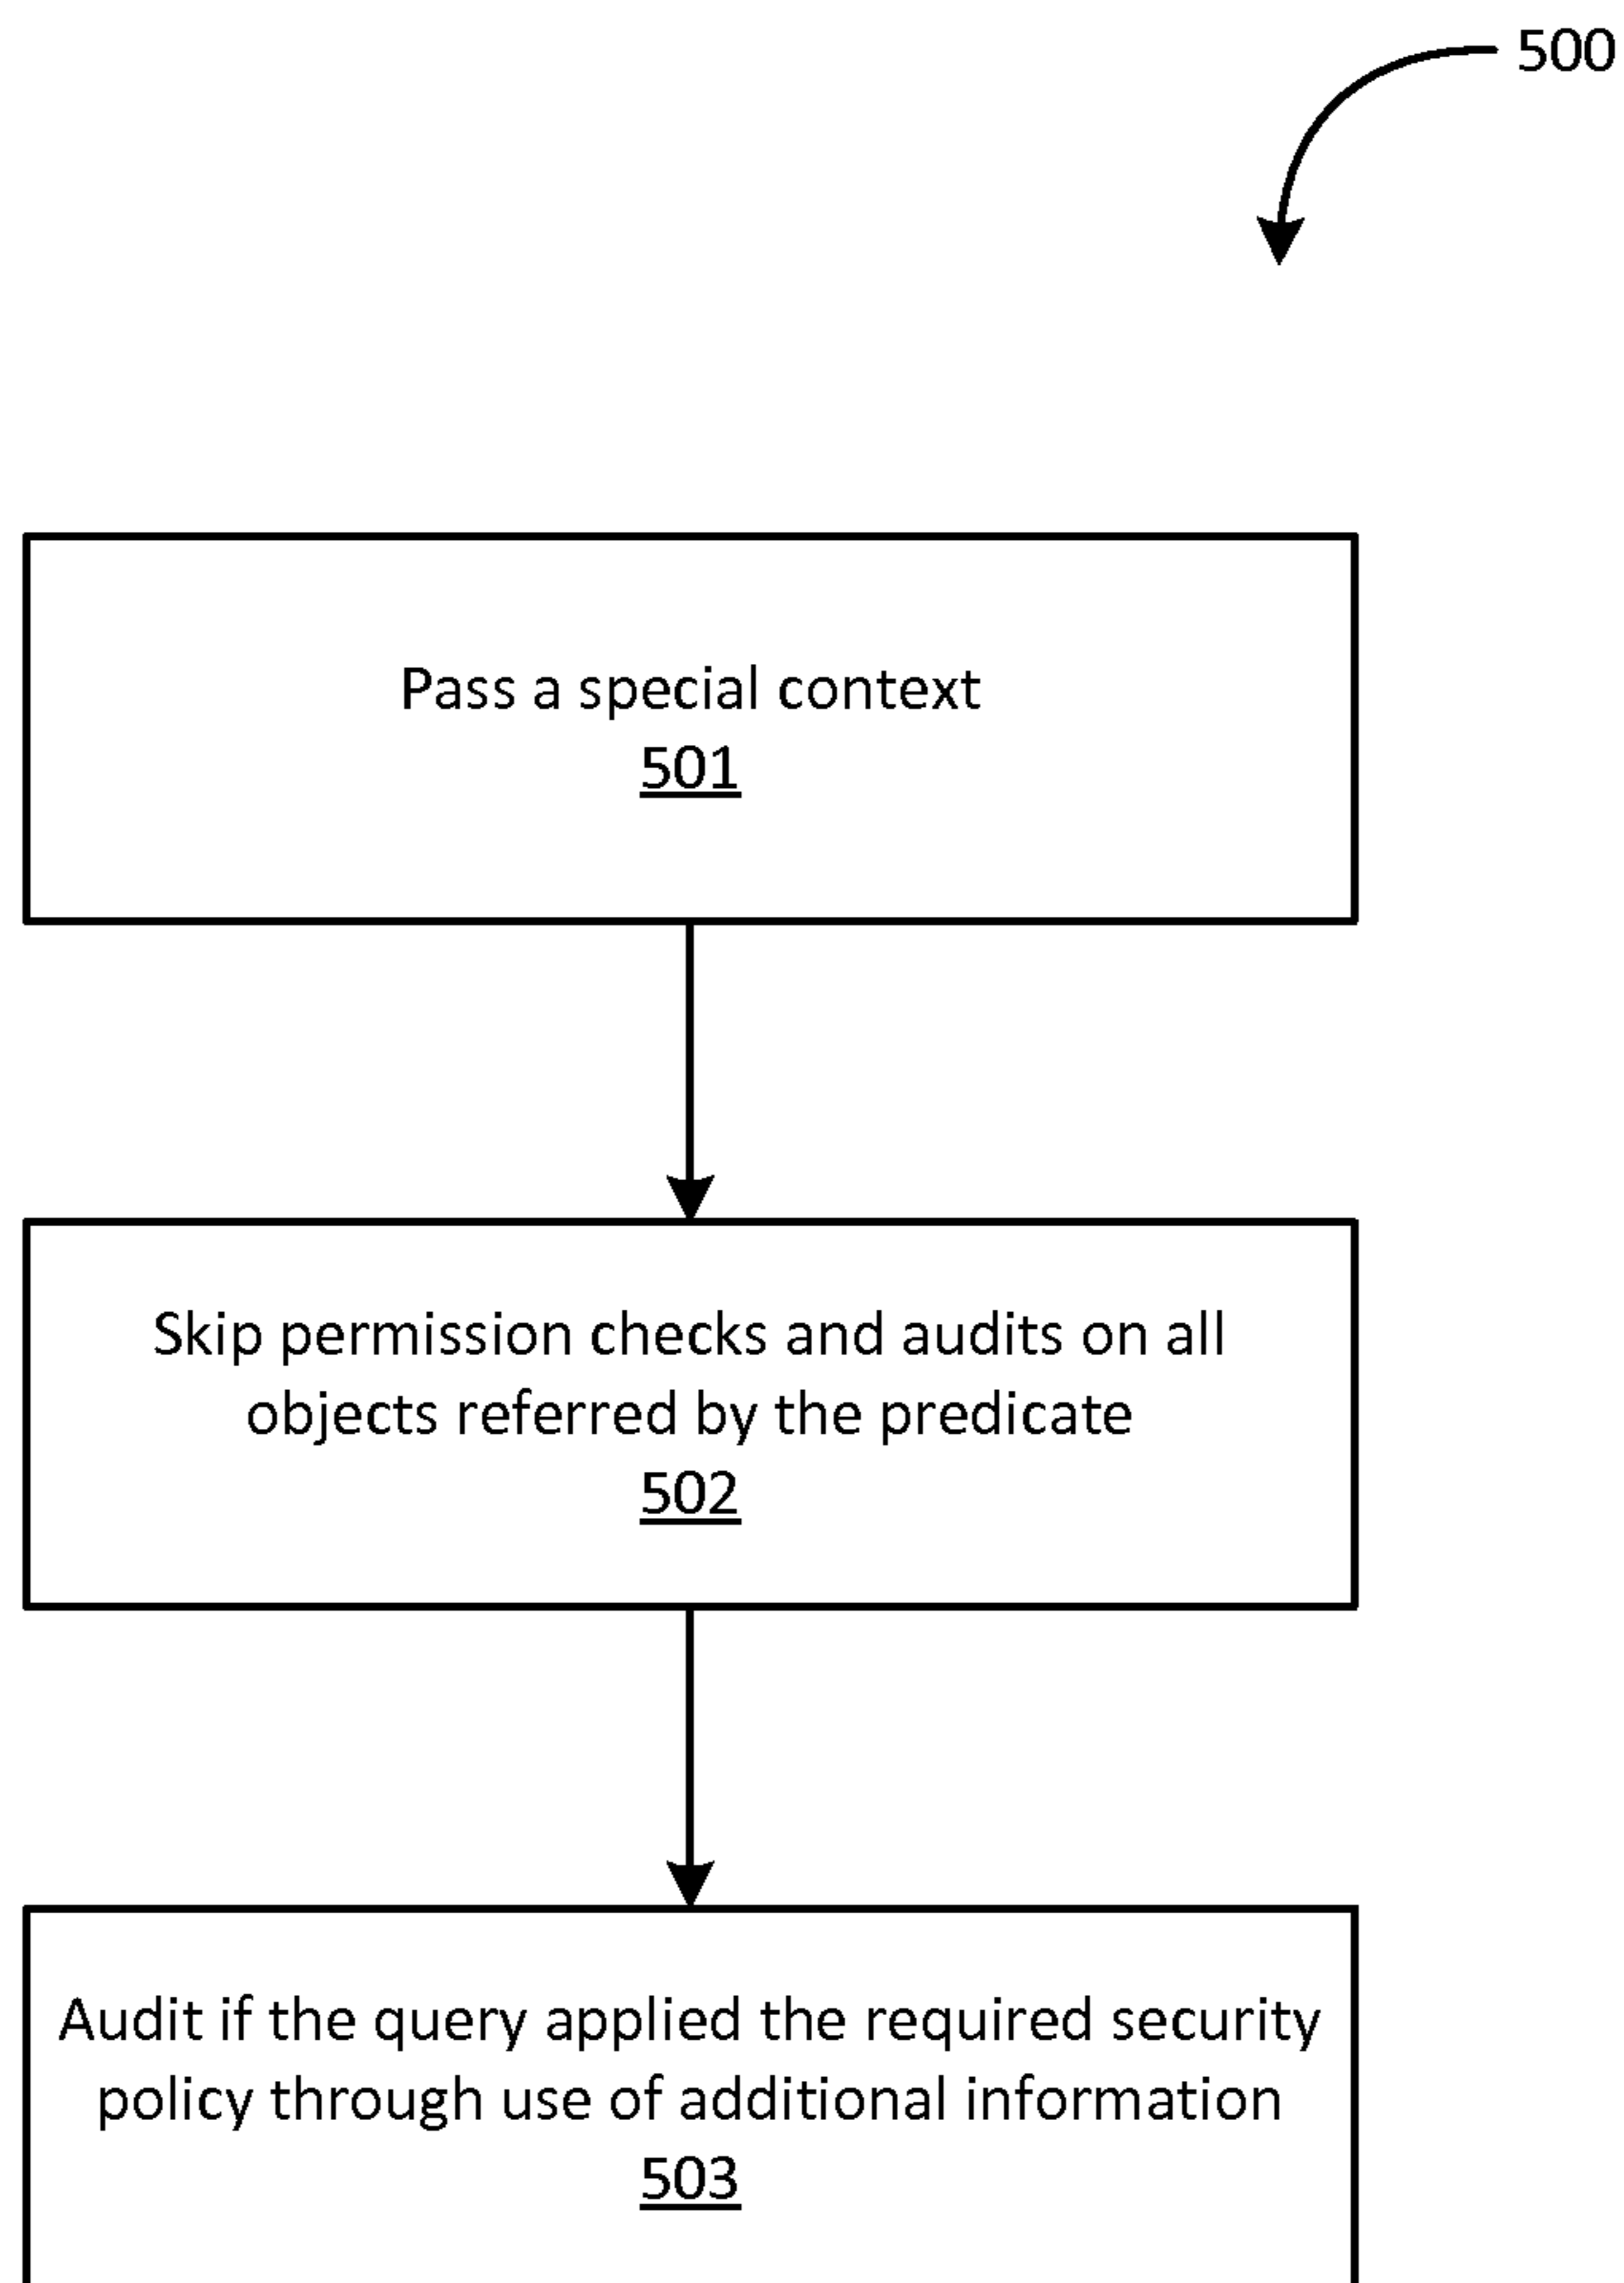 500
Pass a special context
501
Skip permission checks and audits on all
objects referred by the predicate
502
Audit if the query applied the required security
policy through use of additional information
503